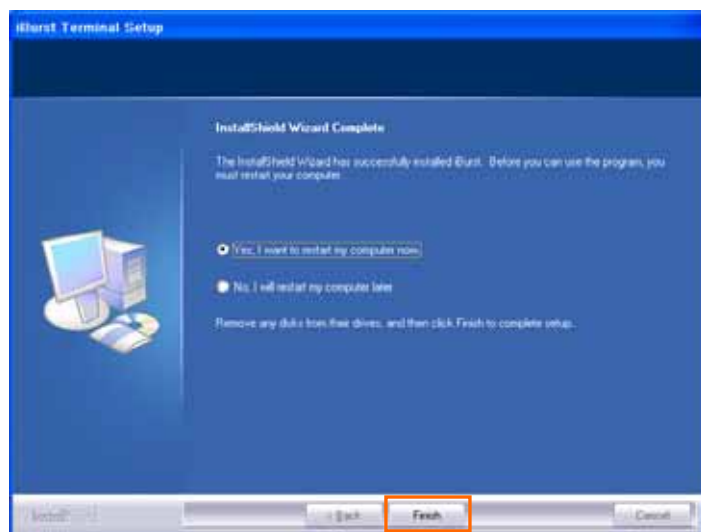 iBurst Terminal Setup
InstallShield Wizard Complete
The InstallShield Wizard has successfully installed iBurst. Before you can use the program, you
must restart your computer.
Yes, I want to restart my computer now.
No, I will restart my computer later.
Remove any disks from their drives, and then click Finish to complete setup.
InstallShield
< Back
Finish
Cancel